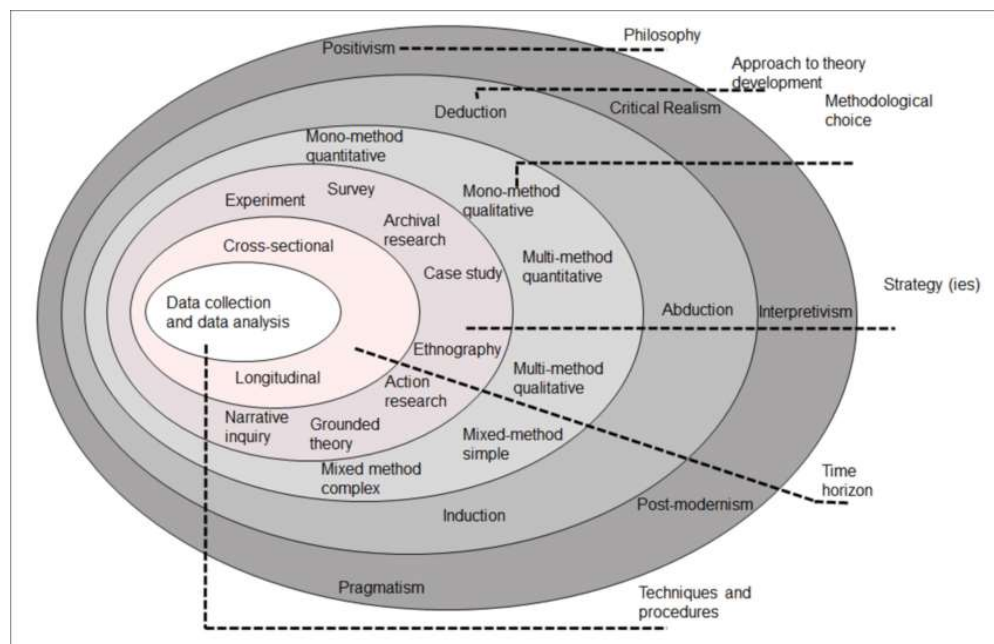 Positivism
Philosophy
Approach to theory
development
Deduction
Critical Realism
Methodological
choice
Mono-method
quantitative
Survey
Experiment
Mono-method
qualitative
Archival
research
Cross-sectional
Multi-method
quantitative
Case study
Strategy (ies)
Data collection
and data analysis
Abduction
Interpretivism
Ethnography
Longitudinal
Multi-method
qualitative
Action
research
Narrative
inquiry
Grounded
theory
Mixed-method
simple
Mixed method
complex
Time
horizon
Induction
Post-modernism
Pragmatism
Techniques and
procedures